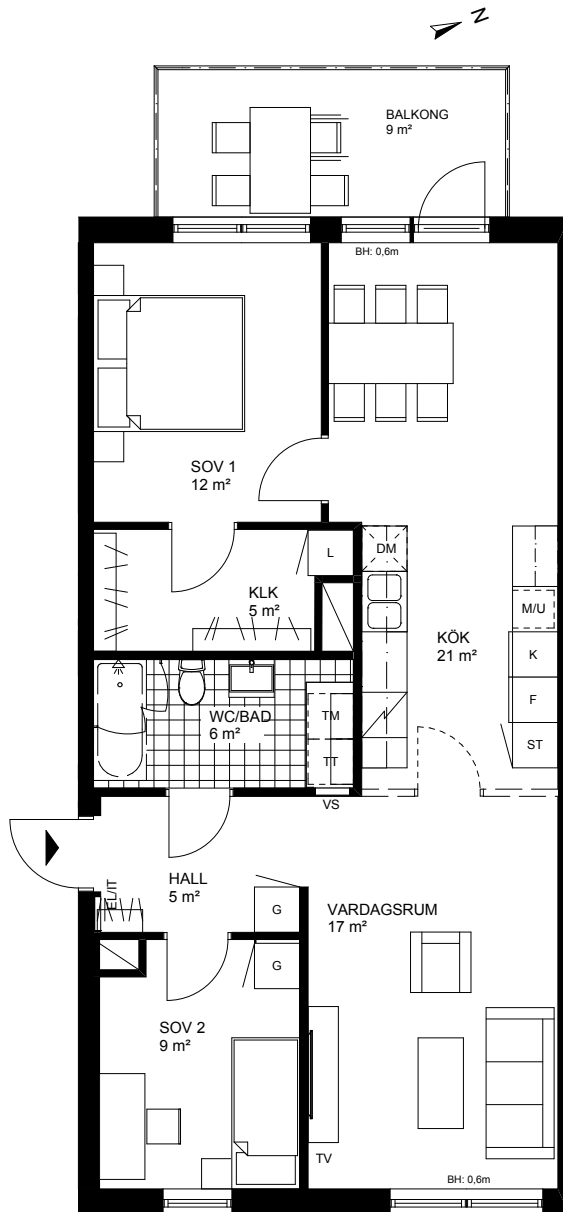 N
BALKONG
9 m²
BH: 0,6m
SOV 1
12 m²
L
DM
KLK
5 m²
M/U
KÖK
21 m²
K
F
ST
WC/BAD
6 m²
TM
TT
VS
EL/IT
HALL
5 m²
G
VARDAGSRUM
17 m²
G
SOV 2
9 m²
TV
BH: 0,6m